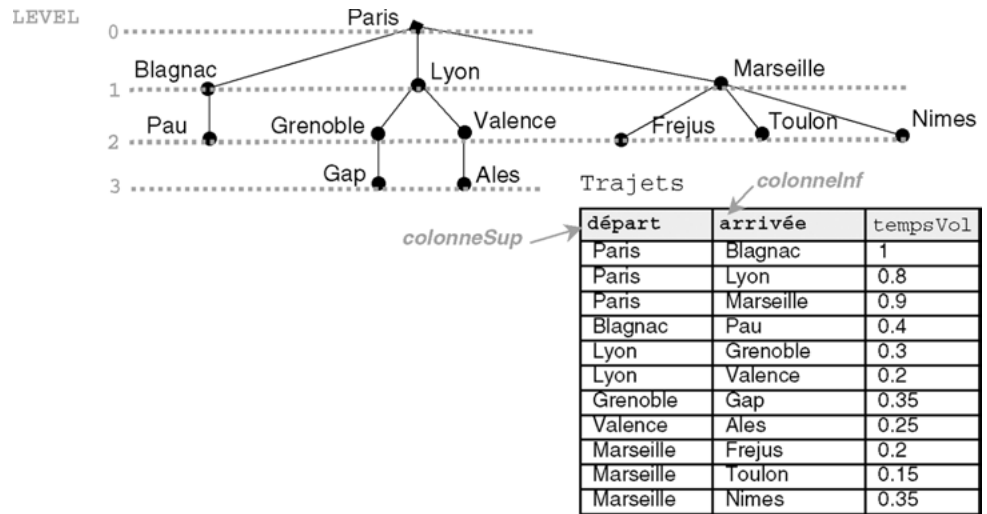 LEVEL
Paris
0
Blagnac
Lyon
Marseille
1
Pau
Grenoble
Valence
Frejus
Toulon
Nimes
2
Gap
Ales
3
Trajets
colonneInf
colonneSup
départ arrivée tempsVol
Paris Blagnac 1
Paris Lyon 0.8
Paris Marseille 0.9
Blagnac Pau 0.4
Lyon Grenoble 0.3
Lyon Valence 0.2
Grenoble Gap 0.35
Valence Ales 0.25
Marseille Frejus 0.2
Marseille Toulon 0.15
Marseille Nimes 0.35